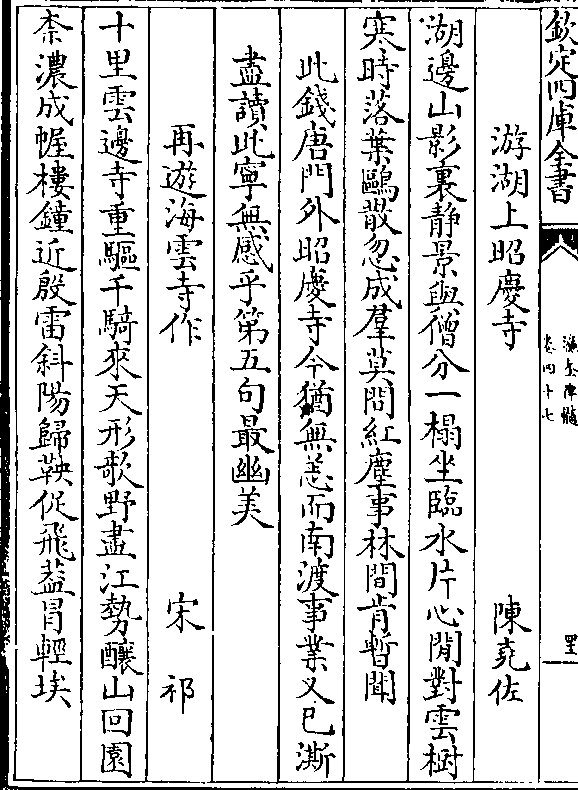 欽定四庫全書
瀛奎律髓
卷四十七
游湖上昭慶寺　陳堯佐
湖邊山影裏靜景與僧分一榻坐臨水片心閒對雲樹
寒時落葉鷗散忽成羣莫問紅塵事林間肯暫聞
此錢唐門外昭慶寺今猶無恙而南渡事業又已澌
盡讀此寧無感乎第五句最幽美
再遊海雲寺作　宋祁
十里雲邊寺重驅千騎來天形欹野盡江勢釀山回園
柰濃成幄樓鐘近殷雷斜陽歸鞅促飛蓋冒輕埃